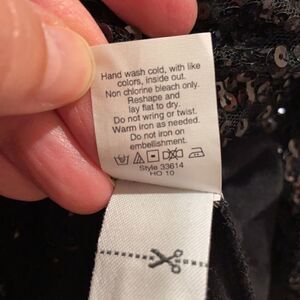 Hand wash cold, with like
colors, inside out.
Non chlorine bleach only.
Reshape and
lay flat to dry.
Do not wring or twist.
Warm iron as needed.
Do not iron on
embellishment.
Style 33614
HO 10